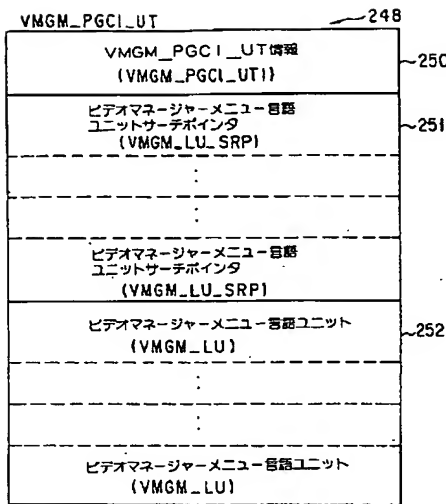 VMGM_PGCI_UT
248
VMGM_PGCI_UT情報
(VMGM_PGCI_UTI)
250
ビデオマネージャーメニュー言語
ユニットサーチポインタ
(VMGM_LU_SRP)
251
ビデオマネージャーメニュー言語
ユニットサーチポインタ
(VMGM_LU_SRP)
ビデオマネージャーメニュー言語ユニット
(VMGM_LU)
252
ビデオマネージャーメニュー言語ユニット
(VMGM_LU)